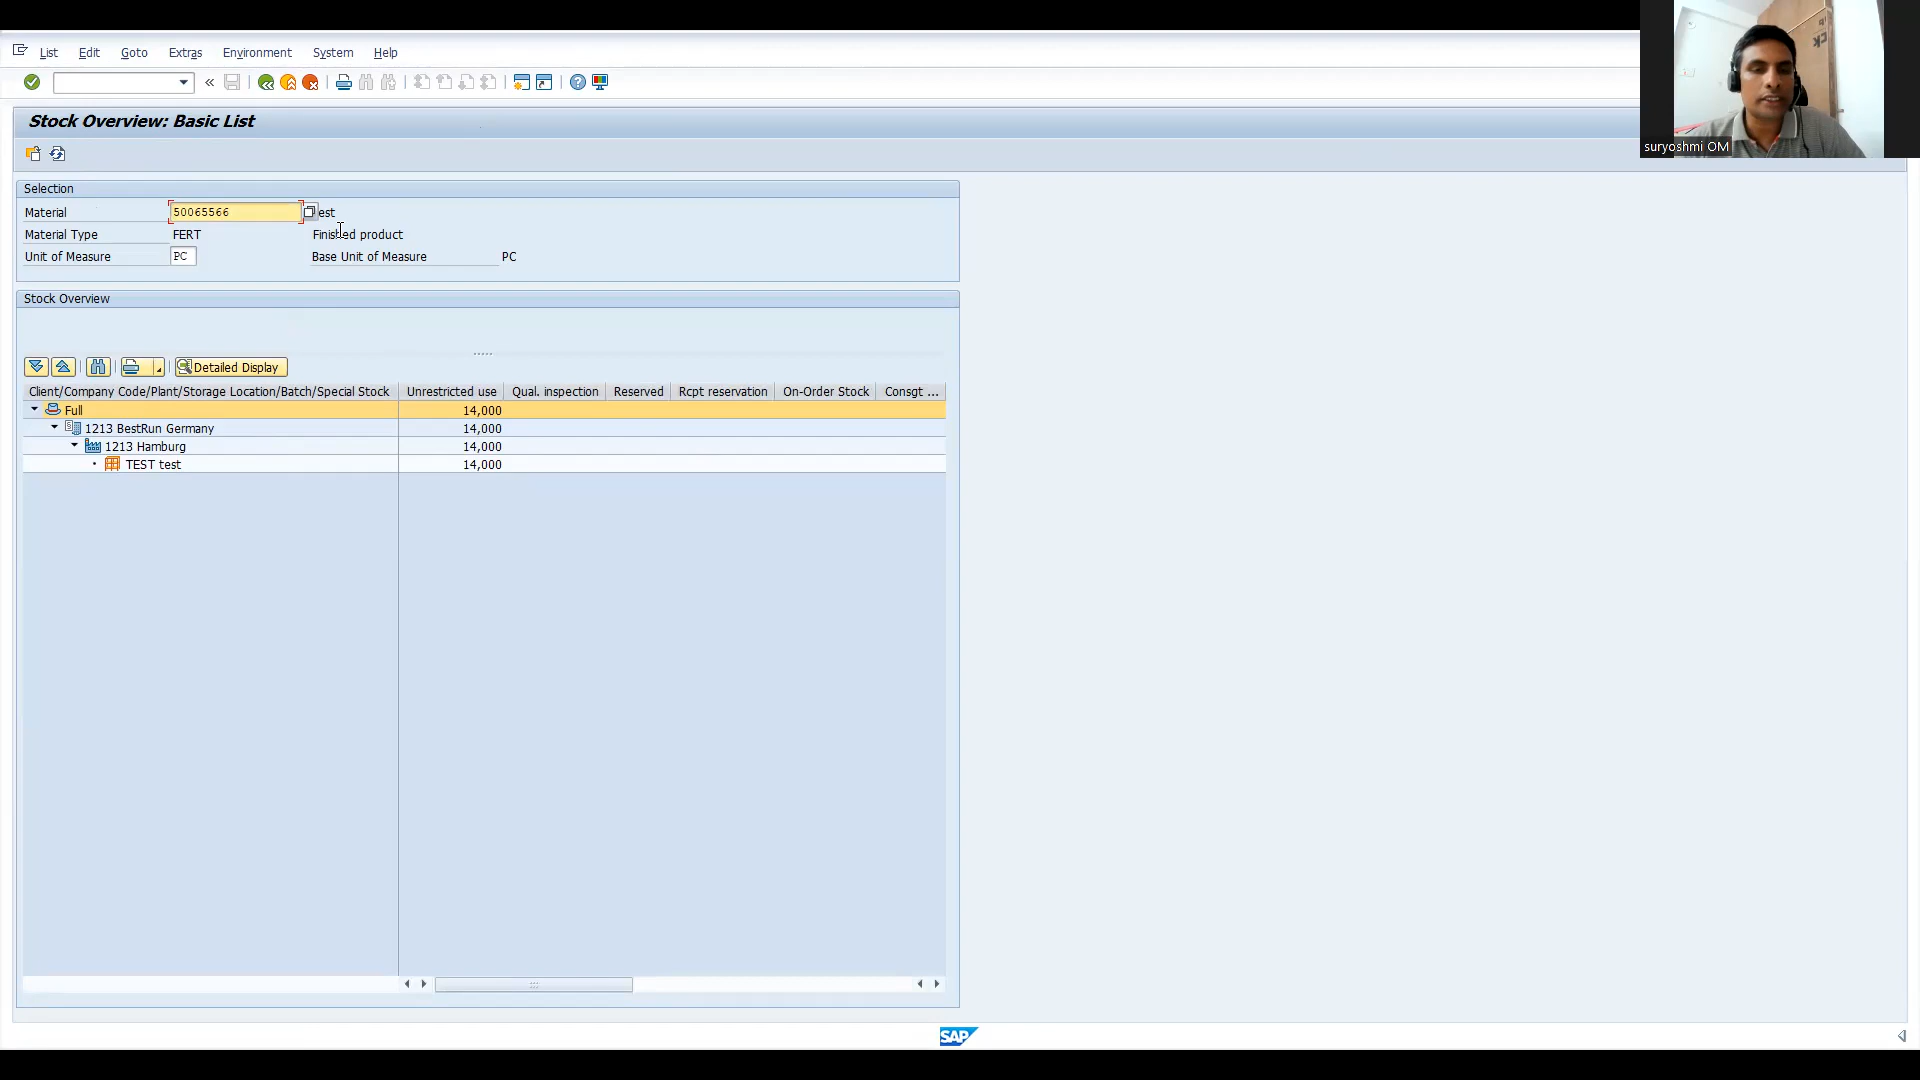 List Edit Goto Extras Environment System Help
Stock Overview: Basic List
suryoshmi OM
Selection
Material 50065566 est
Material Type FERT Finished product
Unit of Measure PC Base Unit of Measure PC
Stock Overview
Detailed Display
Client/Company Code/Plant/Storage Location/Batch/Special Stock Unrestricted use Qual. inspection Reserved Rcpt reservation On-Order Stock Consgt ...
Full 14,000
1213 BestRun Germany 14,000
1213 Hamburg 14,000
TEST test 14,000
SAP